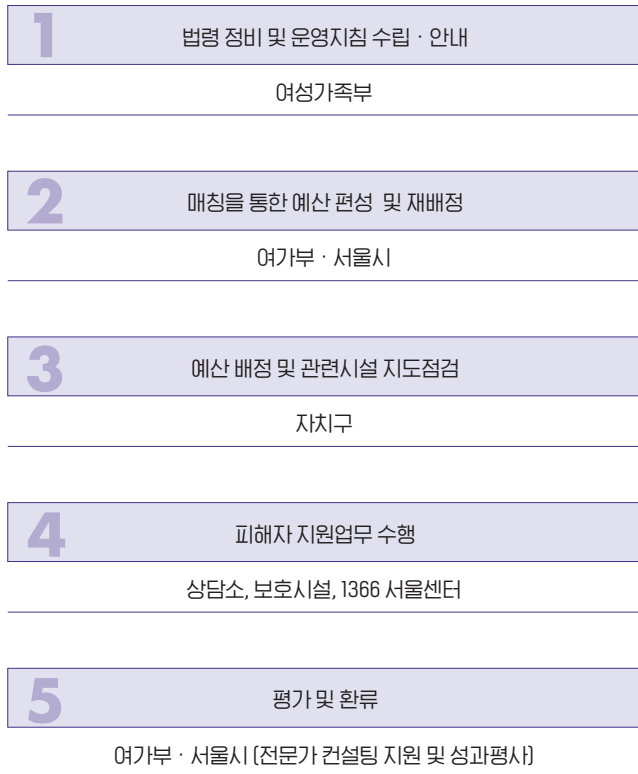 1
법령 정비 및 운영지침 수립 · 안내
여성가족부
2
매칭을 통한 예산 편성 및 재배정
여가부 · 서울시
3
예산 배정 및 관련시설 지도점검
자치구
4
피해자 지원업무 수행
상담소, 보호시설, 1366 서울센터
5
평가 및 환류
여가부 · 서울시 (전문가 컨설팅 지원 및 성과평사)